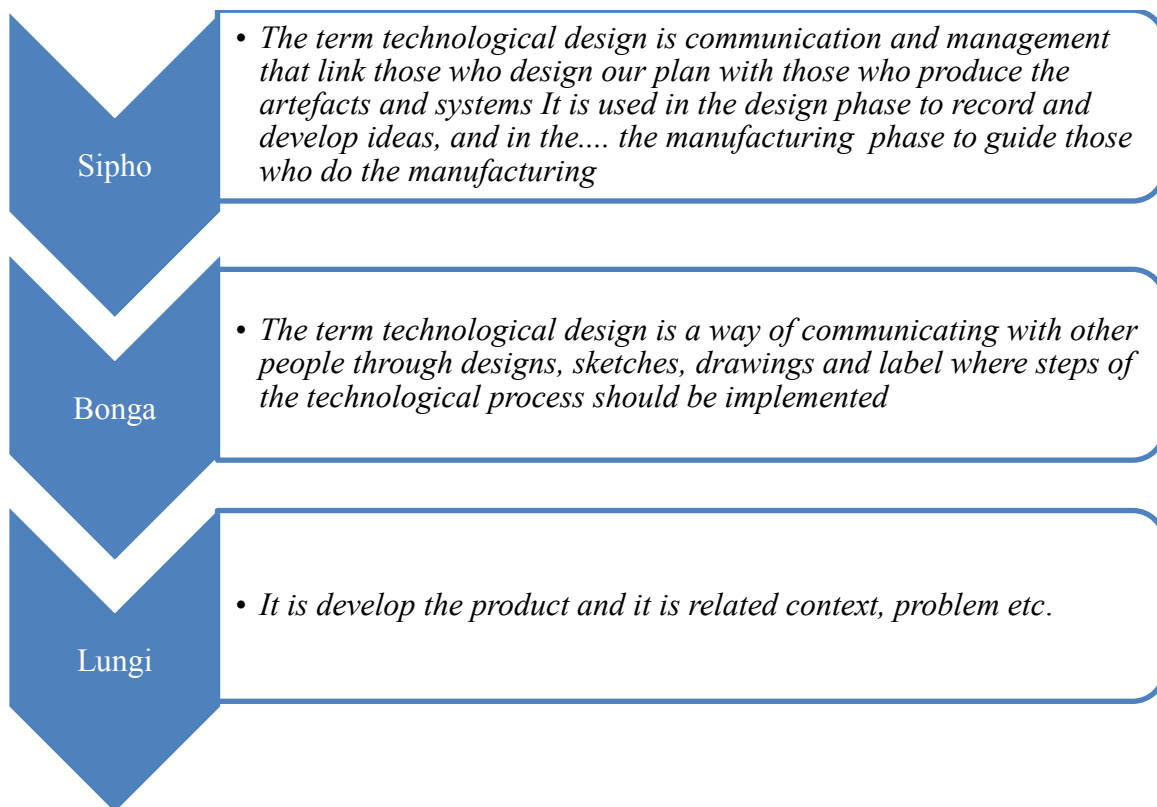 Sipho
• The term technological design is communication and management
that link those who design our plan with those who produce the
artefacts and systems It is used in the design phase to record and
develop ideas, and in the.... the manufacturing phase to guide those
who do the manufacturing
Bonga
• The term technological design is a way of communicating with other
people through designs, sketches, drawings and label where steps of
the technological process should be implemented
Lungi
• It is develop the product and it is related context, problem etc.